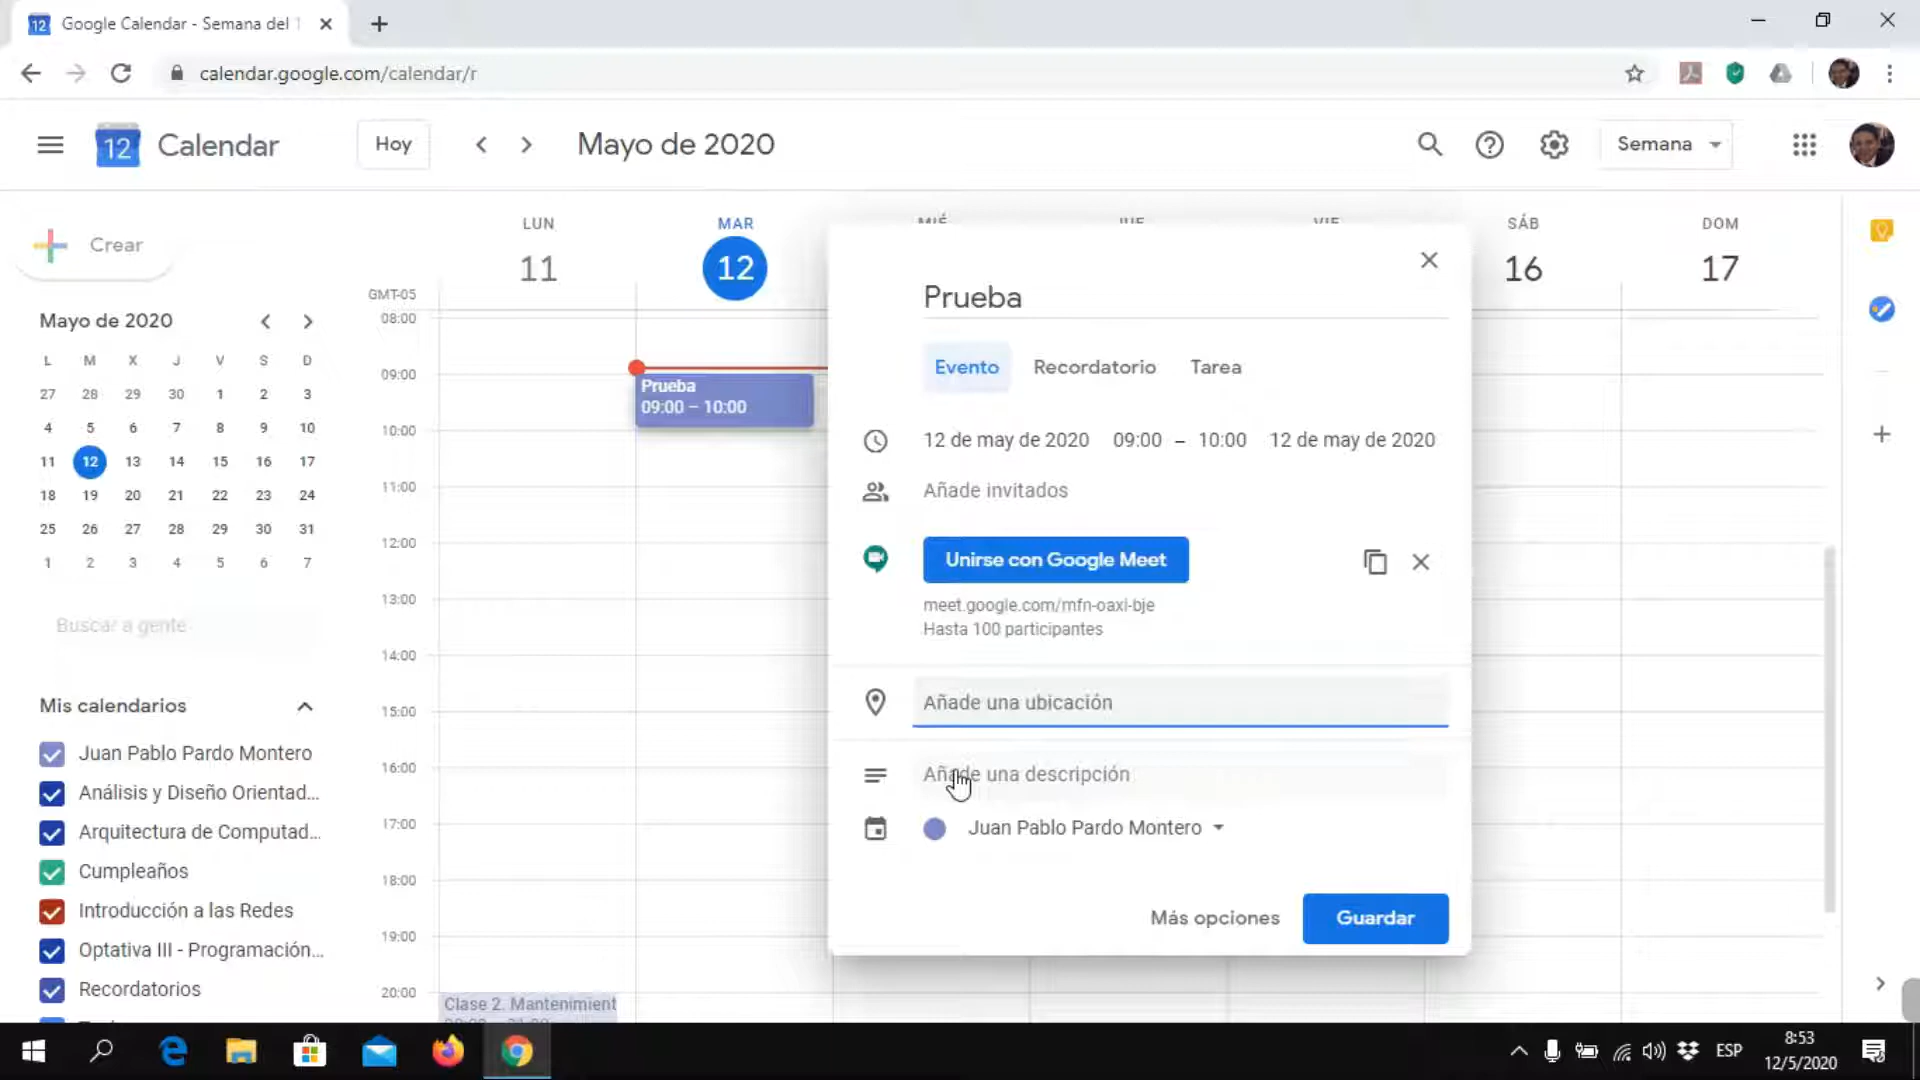 Google Calendar - Semana del 1
calendar.google.com/calendar/r
12 Calendar
Hoy
Mayo de 2020
Semana
Crear
Mayo de 2020
L M X J V S D
27 28 29 30 1 2 3
4 5 6 7 8 9 10
11 12 13 14 15 16 17
18 19 20 21 22 23 24
25 26 27 28 29 30 31
1 2 3 4 5 6 7
Buscar a gente
Mis calendarios
Juan Pablo Pardo Montero
Análisis y Diseño Orientad...
Arquitectura de Computad...
Cumpleaños
Introducción a las Redes
Optativa III - Programación...
Recordatorios
LUN
11
MAR
12
MIÉ
JUE
VIE
SÁB
16
DOM
17
GMT-05
08:00
09:00
10:00
11:00
12:00
13:00
14:00
15:00
16:00
17:00
18:00
19:00
20:00
Prueba
09:00 – 10:00
Clase 2. Mantenimient
Prueba
Evento Recordatorio Tarea
12 de may de 2020 09:00 – 10:00 12 de may de 2020
Añade invitados
Unirse con Google Meet
meet.google.com/mfn-oaxi-bje
Hasta 100 participantes
Añade una ubicación
Añade una descripción
Juan Pablo Pardo Montero
Más opciones
Guardar
ESP
8:53
12/5/2020